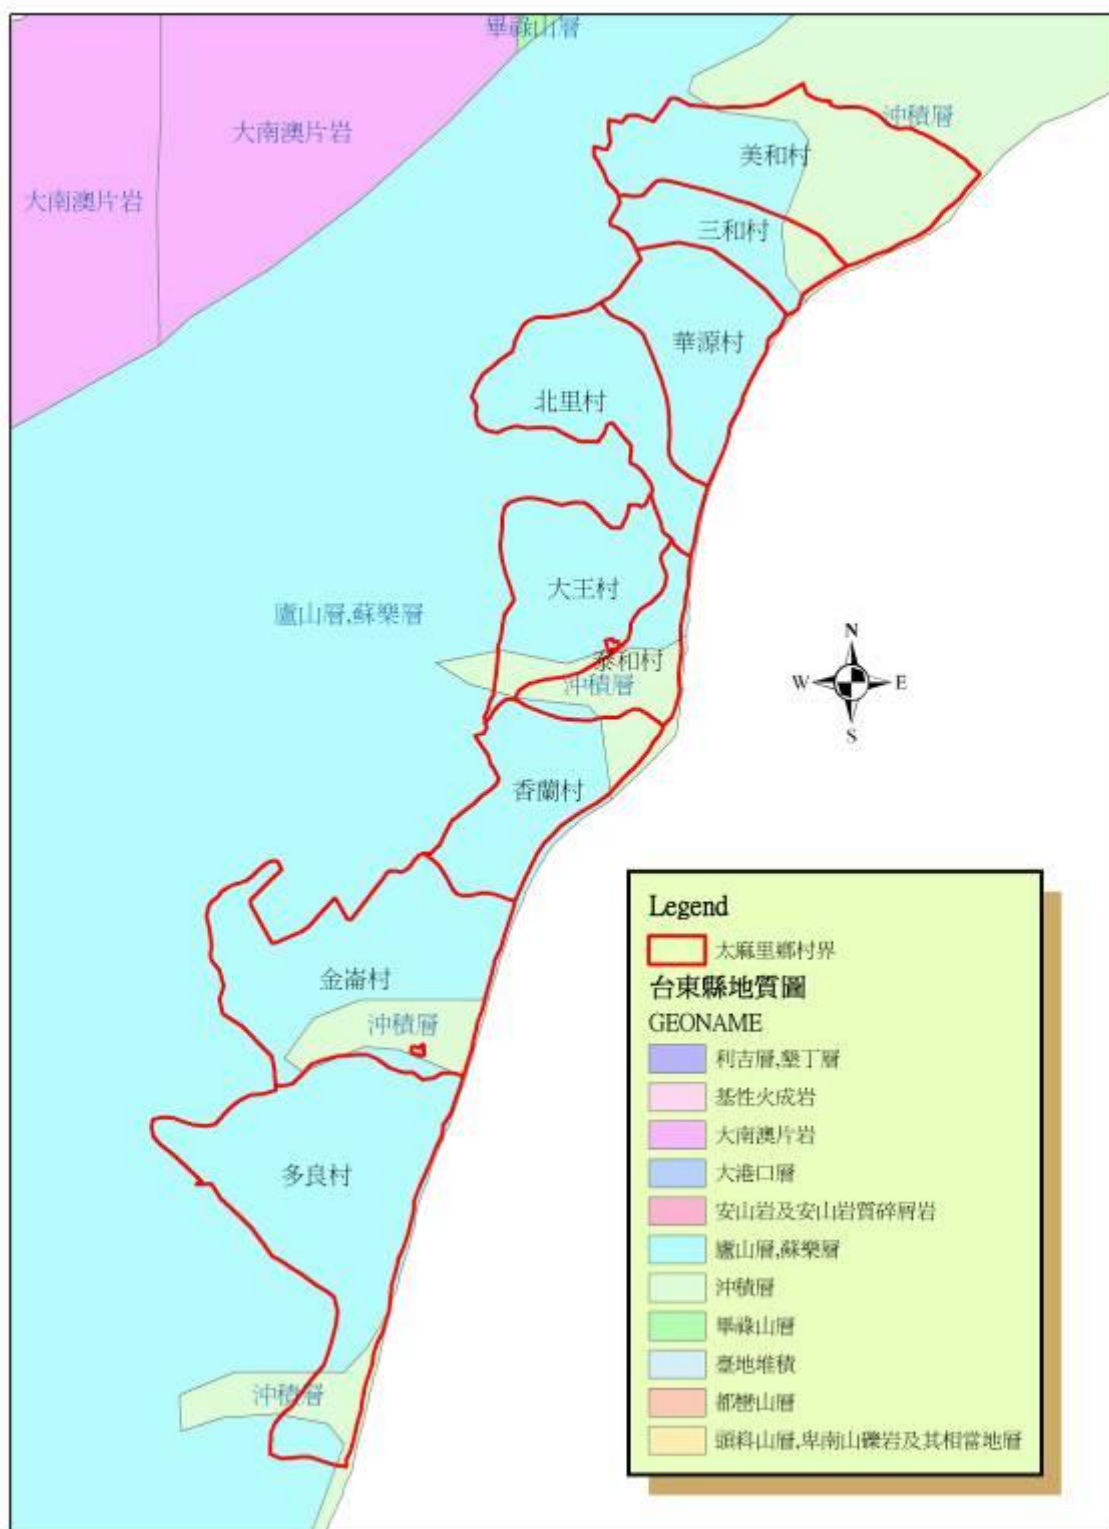 畢祿山層
大南澳片岩
沖積層
美和村
大南澳片岩
三和村
華源村
北里村
大王村
廬山層,蘇樂層
泰和村
沖積層
N
W
E
S
香蘭村
金崙村
沖積層
多良村
沖積層
Legend
太麻里鄉村界
台東縣地質圖
GEONAME
利吉層,墾丁層
基性火成岩
大南澳片岩
大港口層
安山岩及安山岩質碎屑岩
廬山層,蘇樂層
沖積層
畢祿山層
臺地堆積
都巒山層
頭料山層,卑南山礫岩及其相當地層